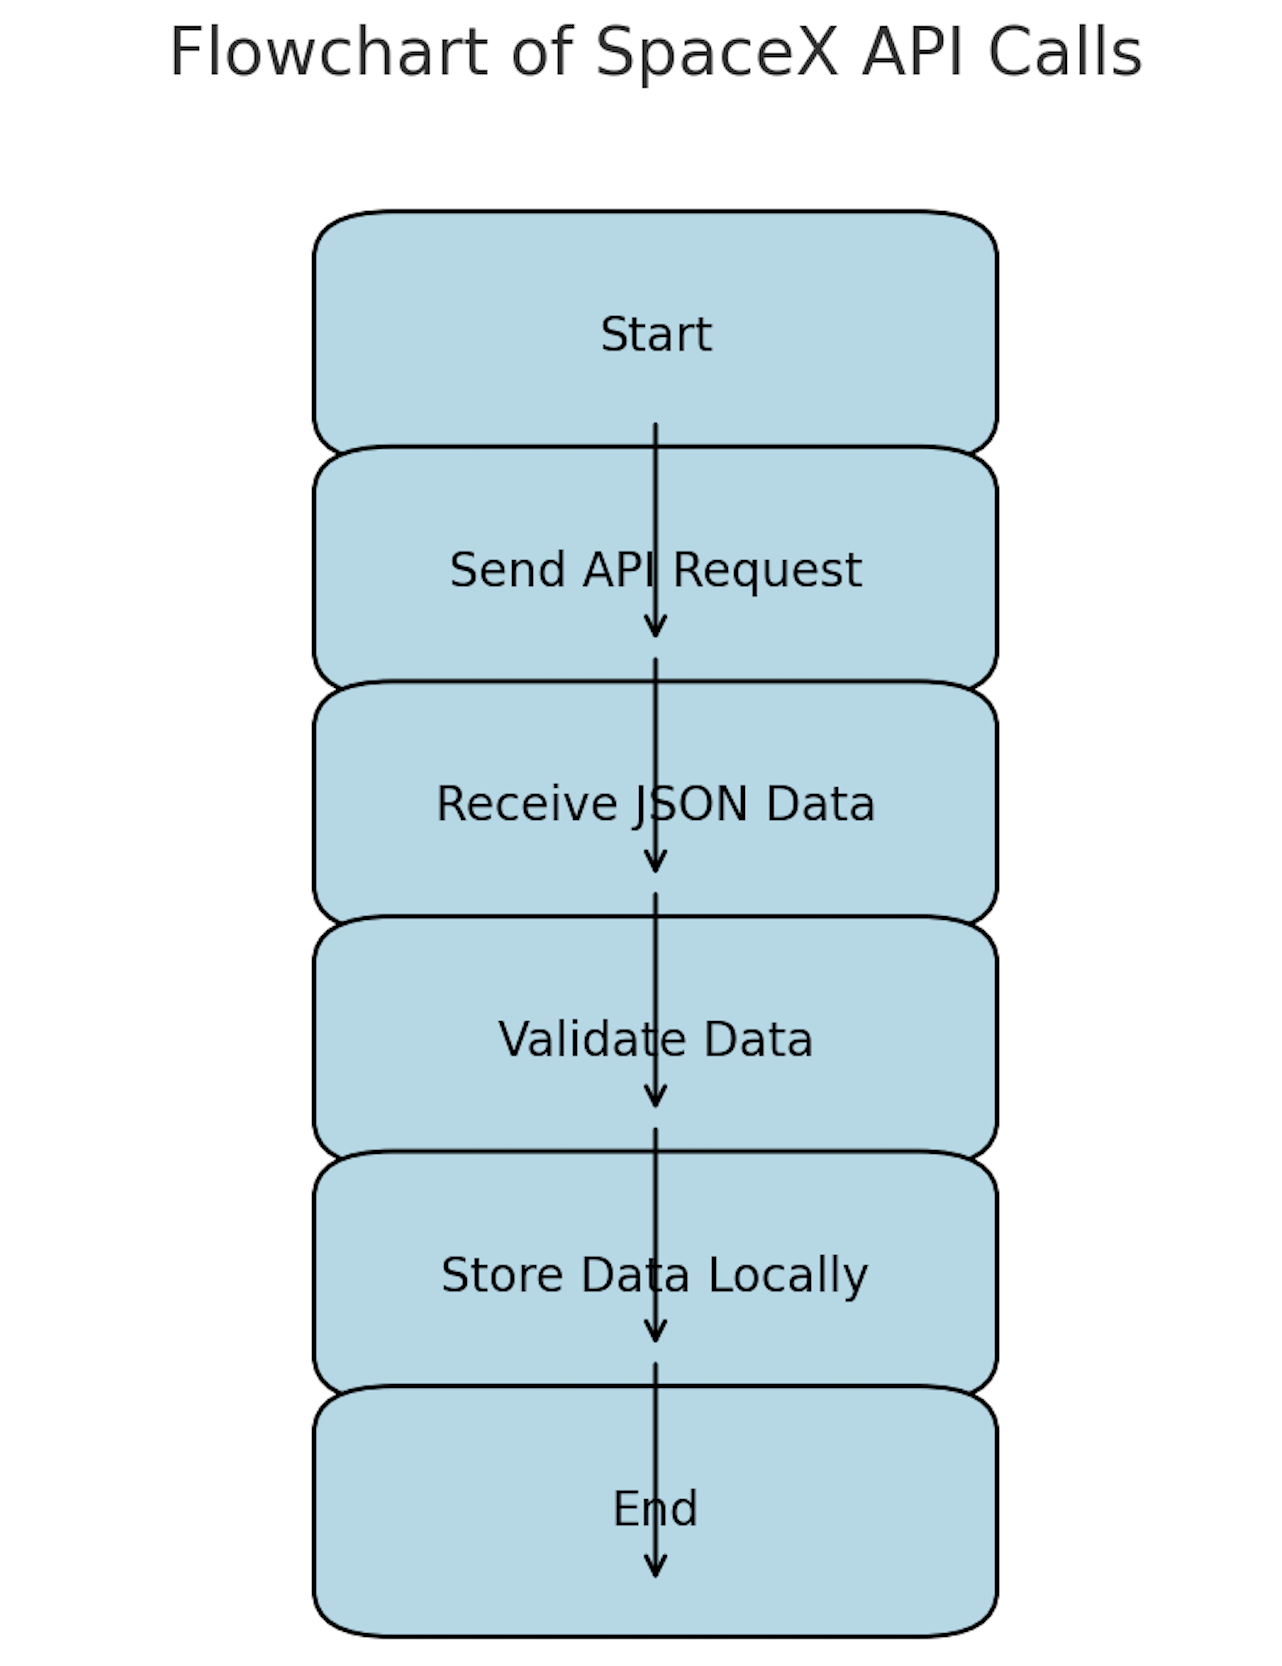 Flowchart of SpaceX API Calls
Start
Send API Request
Receive JSON Data
Validate Data
Store Data Locally
End